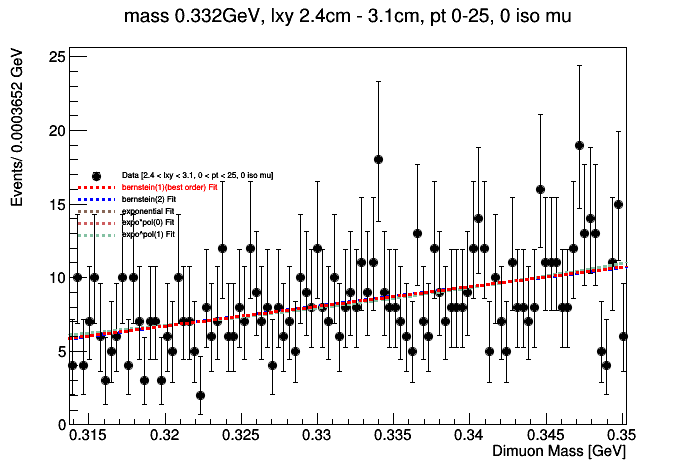 mass 0.332GeV, lxy 2.4cm - 3.1cm, pt 0-25, 0 iso mu
Events/ 0.0003652 GeV
25
20
15
10
5
0
Data [2.4 < lxy < 3.1, 0 < pt < 25, 0 iso mu]
bernstein(1)(best order) Fit
bernstein(2) Fit
exponential Fit
expo*pol(0) Fit
expo*pol(1) Fit
0.315 0.32 0.325 0.33 0.335 0.34 0.345 0.35
Dimuon Mass [GeV]